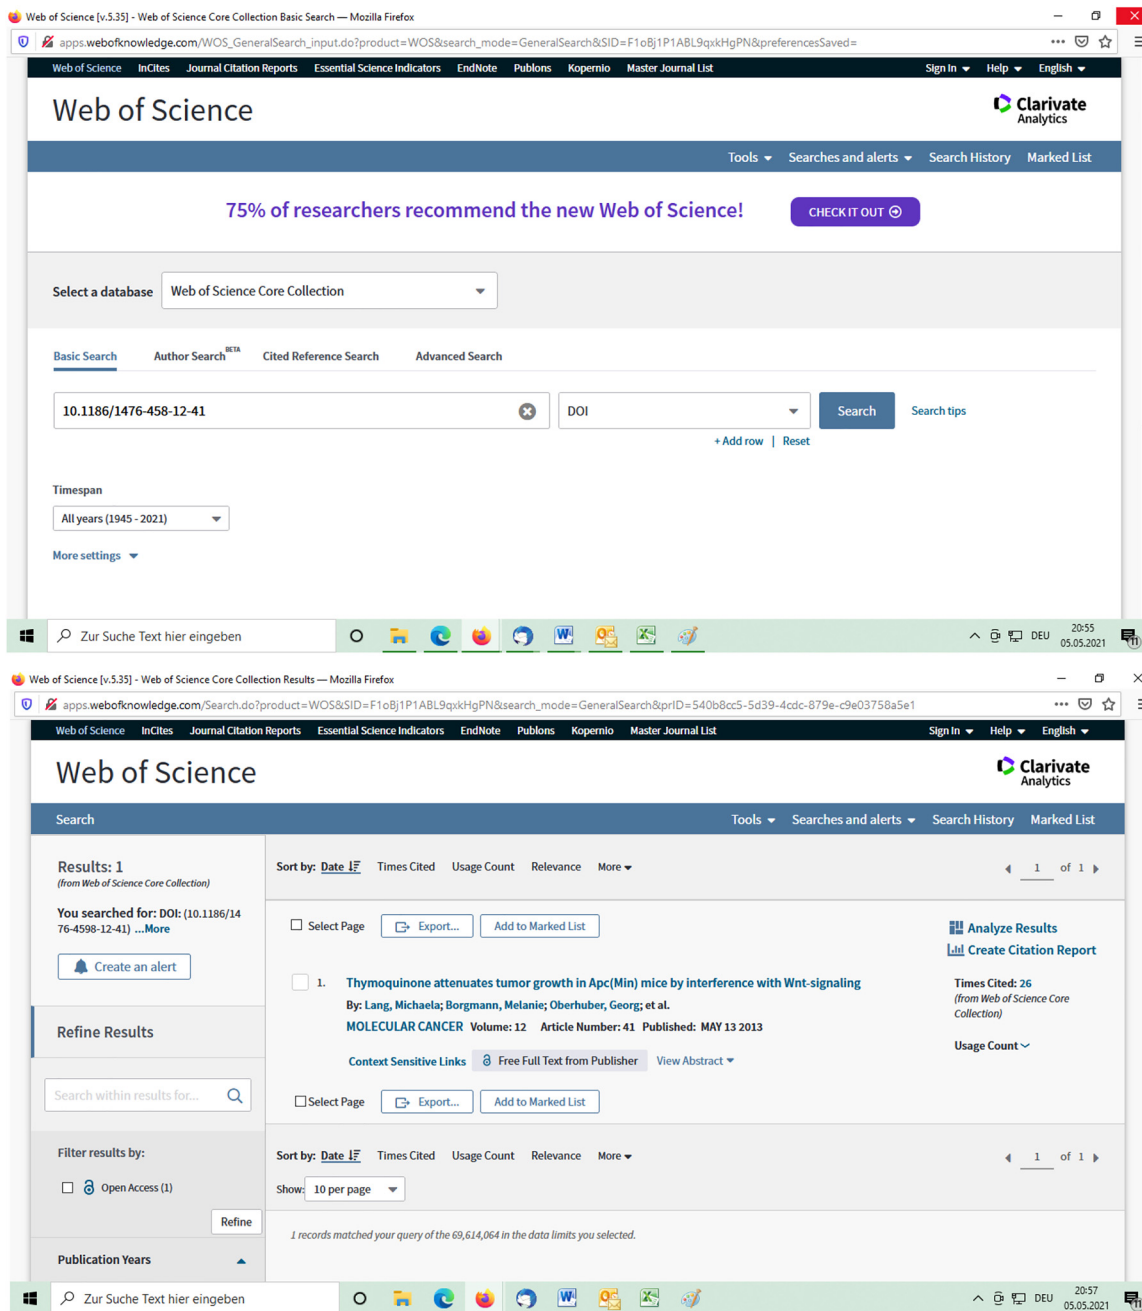 Web of Science [v.5.35] - Web of Science Core Collection Basic Search — Mozilla Firefox
apps.webofknowledge.com/WOS_GeneralSearch_input.do?product=WOS&search_mode=GeneralSearch&SID=F1oBj1P1ABL9qxkHgPN&preferencesSaved=
Web of Science InCites Journal Citation Reports Essential Science Indicators EndNote Publons Kopernio Master Journal List Sign In Help English
Web of Science
Clarivate
Analytics
Tools Searches and alerts Search History Marked List
75% of researchers recommend the new Web of Science! CHECK IT OUT
Select a database Web of Science Core Collection
Basic Search Author Search BETA Cited Reference Search Advanced Search
10.1186/1476-458-12-41 DOI Search Search tips
+ Add row | Reset
Timespan
All years (1945 - 2021)
More settings
Zur Suche Text hier eingeben DEU 20:55
05.05.2021 11
Web of Science [v.5.35] - Web of Science Core Collection Results — Mozilla Firefox
apps.webofknowledge.com/Search.do?product=WOS&SID=F1oBj1P1ABL9qxkHgPN&search_mode=GeneralSearch&prID=540b8cc5-5d39-4cdc-879e-c9e03758a5e1
Web of Science InCites Journal Citation Reports Essential Science Indicators EndNote Publons Kopernio Master Journal List Sign In Help English
Web of Science
Clarivate
Analytics
Search Tools Searches and alerts Search History Marked List
Results: 1
(from Web of Science Core Collection)
You searched for: DOI: (10.1186/14
76-4598-12-41) ...More
Create an alert
Refine Results
Search within results for...
Filter results by:
Open Access (1)
Refine
Publication Years
Sort by: Date Times Cited Usage Count Relevance More 1 of 1
Select Page Export... Add to Marked List
1. Thymoquinone attenuates tumor growth in Apc(Min) mice by interference with Wnt-signaling
By: Lang, Michaela; Borgmann, Melanie; Oberhuber, Georg; et al.
MOLECULAR CANCER Volume: 12 Article Number: 41 Published: MAY 13 2013
Context Sensitive Links Free Full Text from Publisher View Abstract
Select Page Export... Add to Marked List
Analyze Results
Create Citation Report
Times Cited: 26
(from Web of Science Core
Collection)
Usage Count
Sort by: Date Times Cited Usage Count Relevance More 1 of 1
Show: 10 per page
1 records matched your query of the 69,614,064 in the data limits you selected.
Zur Suche Text hier eingeben DEU 20:57
05.05.2021 11